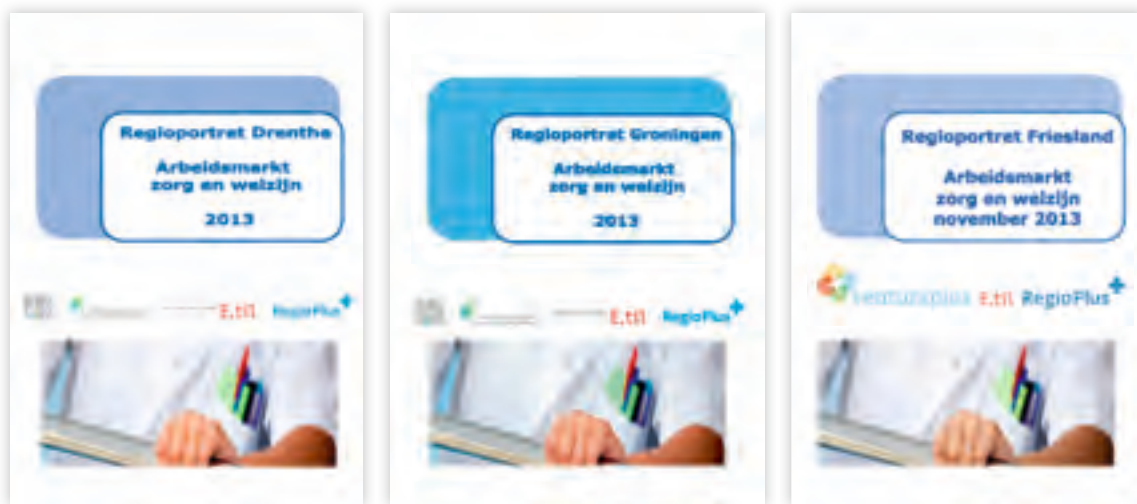 Regioportret Drenthe
Arbeidsmarkt
zorg en welzijn
2013
E,til RegioPlus
Regioportret Groningen
Arbeidsmarkt
zorg en welzijn
2013
E,til RegioPlus
Regioportret Friesland
Arbeidsmarkt
zorg en welzijn
november 2013
venturaplus E,til RegioPlus